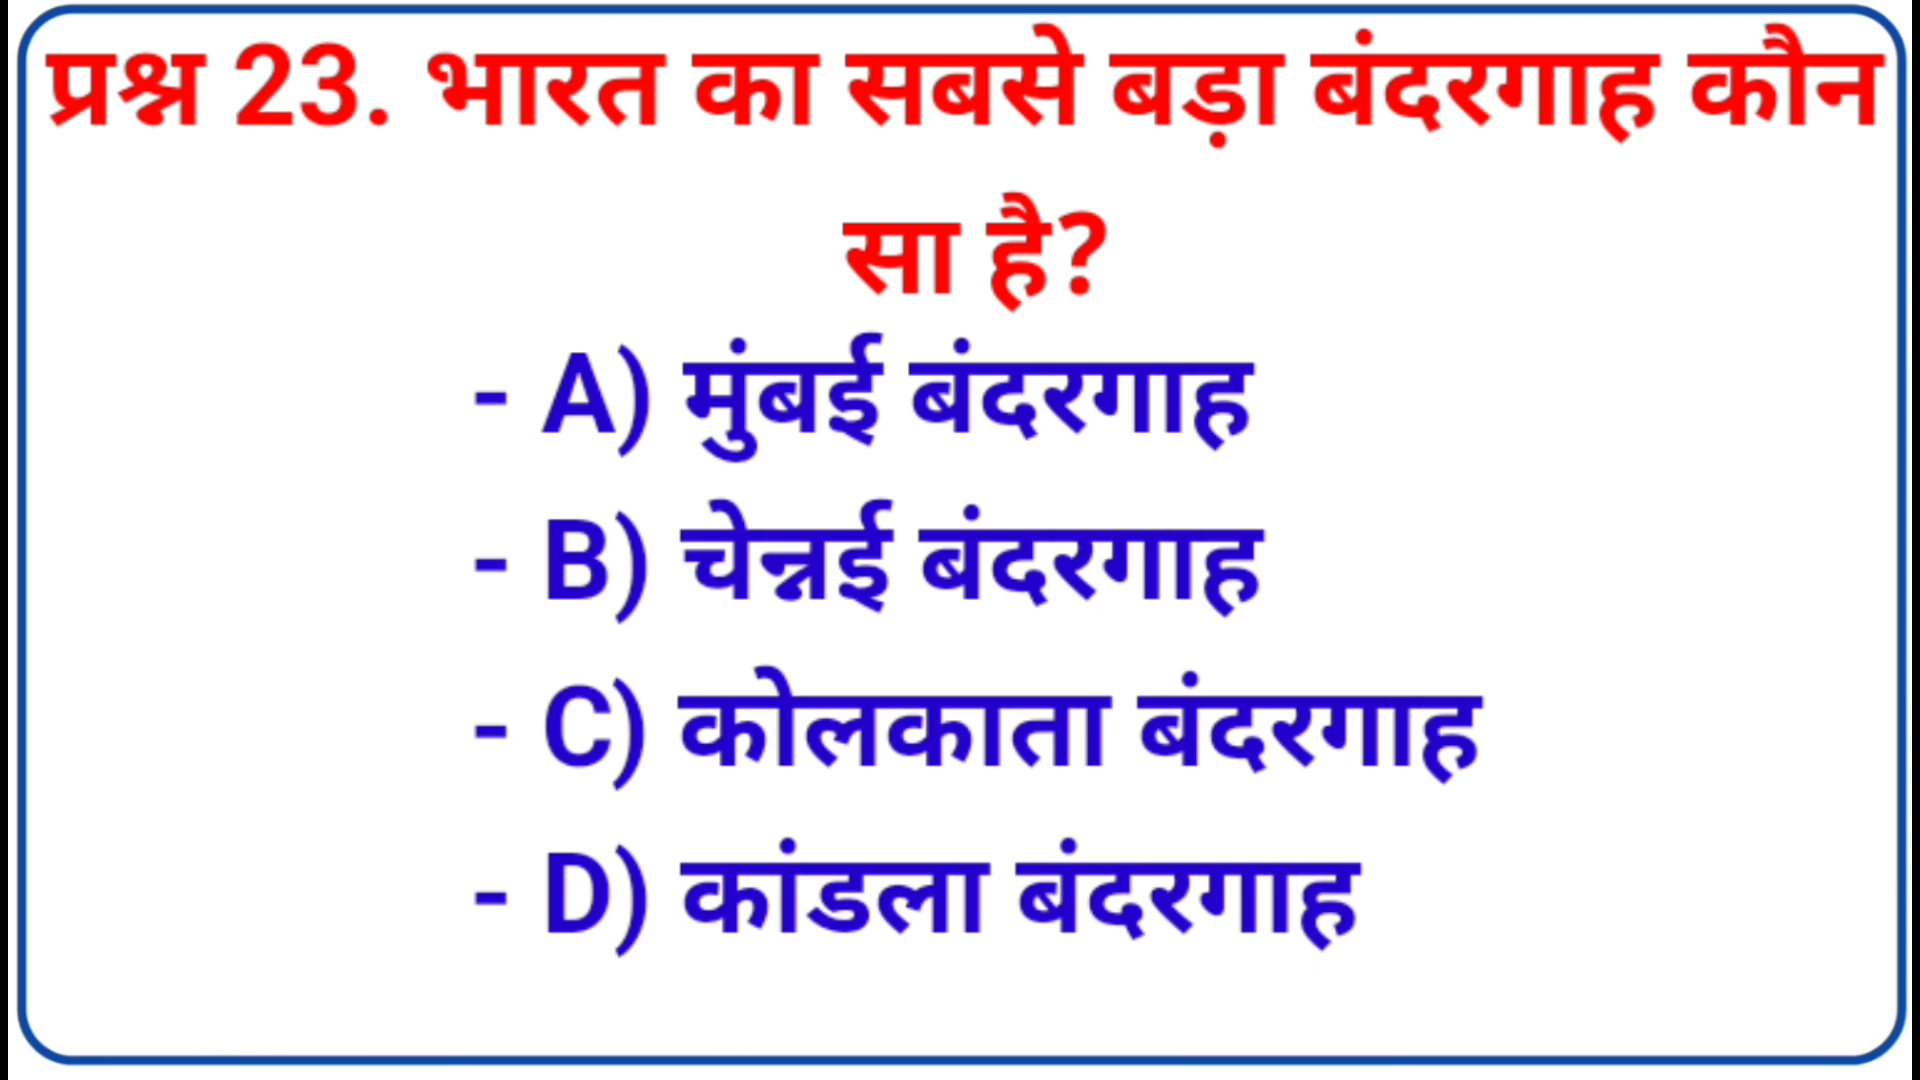 प्रश्न 23. भारत का सबसे बड़ा बंदरगाह कौन
सा है?
- A) मुंबई बंदरगाह
- B) चेन्नई बंदरगाह
- C) कोलकाता बंदरगाह
- D) कांडला बंदरगाह